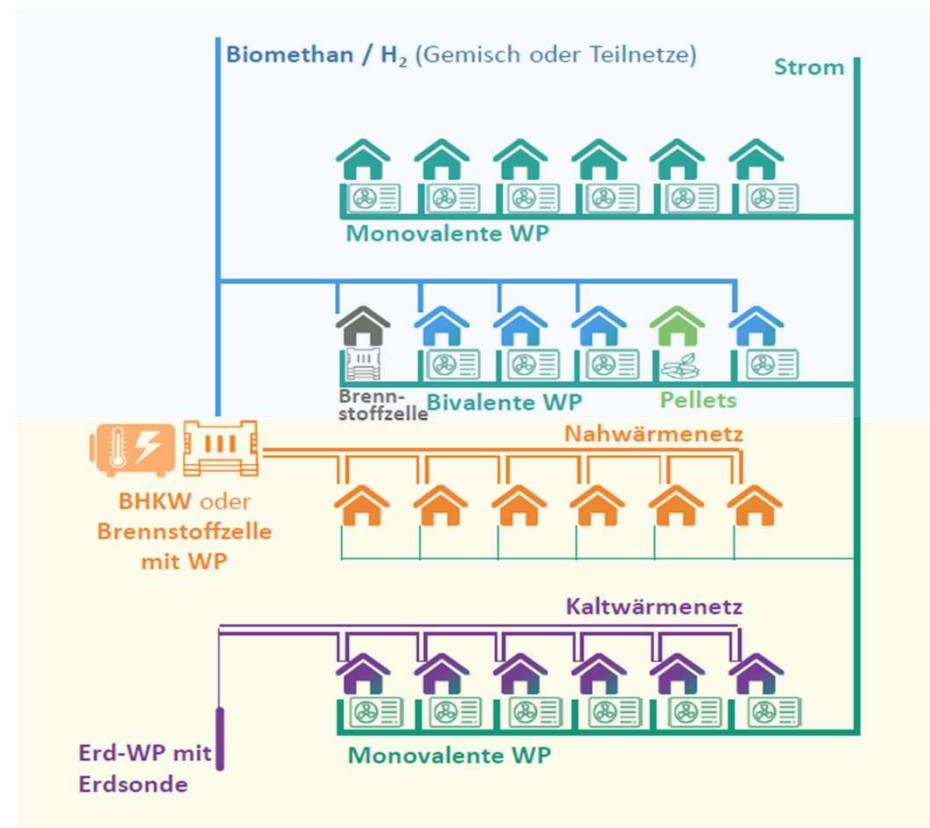 Biomethan / H₂ (Gemisch oder Teilnetze)
Strom
Monovalente WP
Brenn-
stoffzelle
Bivalente WP
Pellets
Nahwärmenetz
BHKW oder
Brennstoffzelle
mit WP
Kaltwärmenetz
Erd-WP mit
Erdsonde
Monovalente WP